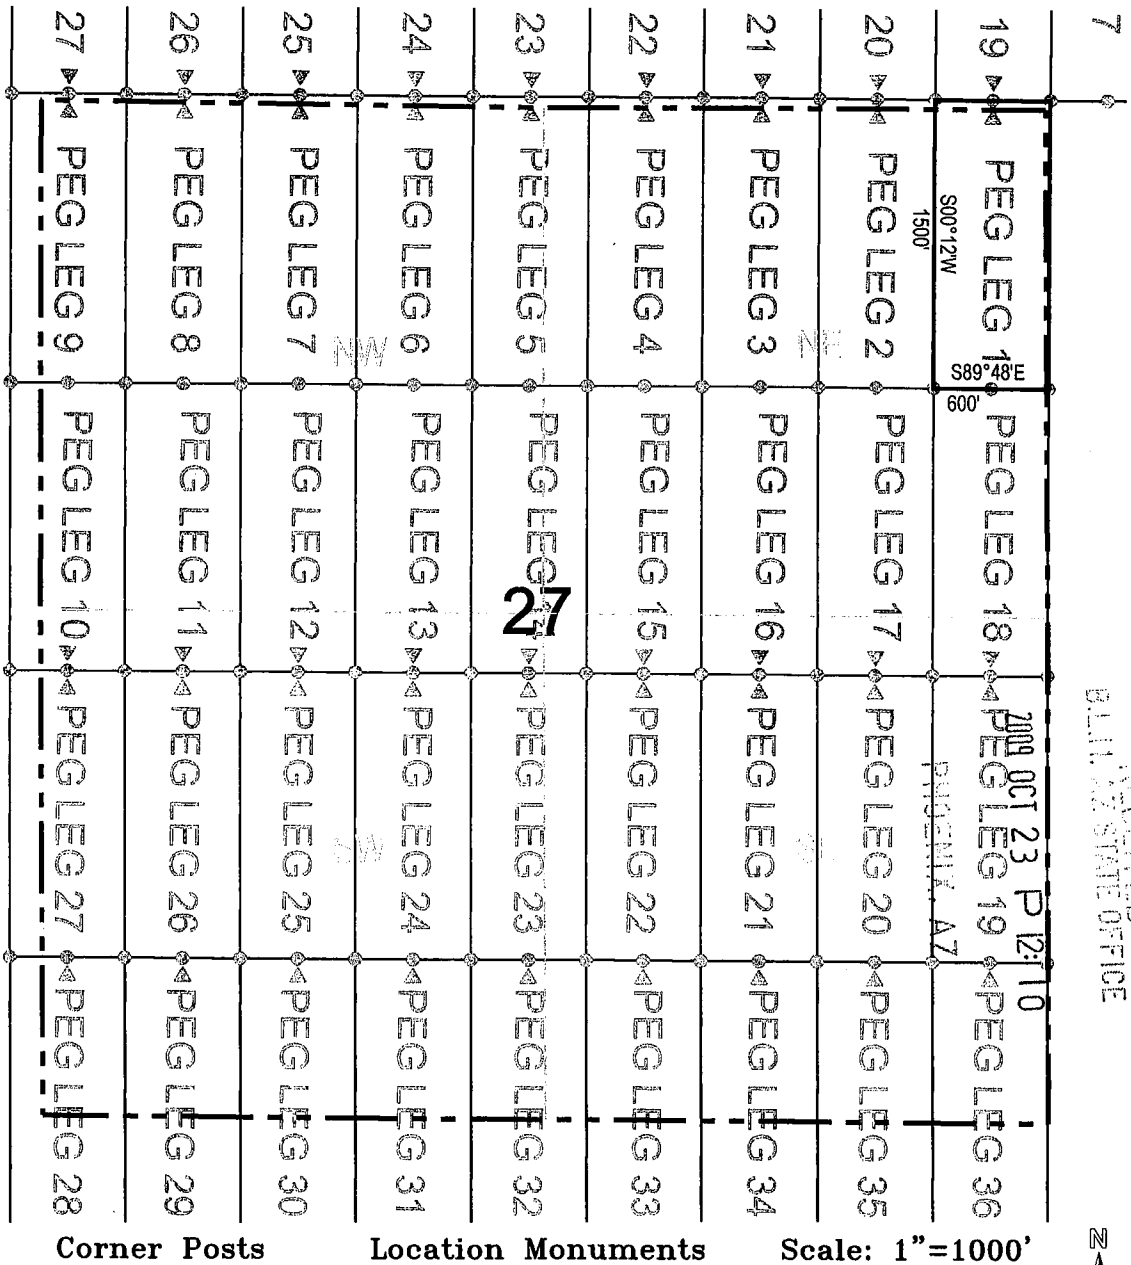 27 26 25 24 23 22 21 20 19 7
PEG LEG 9
PEG LEG 8
PEG LEG 7
PEG LEG 6
PEG LEG 5
PEG LEG 4
PEG LEG 3
PEG LEG 2
PEG LEG 1
S00°12'W
1500'
NW
NE
S89°48'E
600'
PEG LEG 10
PEG LEG 11
PEG LEG 12
PEG LEG 13
PEG LEG
PEG LEG 15
PEG LEG 16
PEG LEG 17
PEG LEG 18
27
PEG LEG 27
PEG LEG 26
PEG LEG 25
PEG LEG 24
PEG LEG 23
PEG LEG 22
PEG LEG 21
PEG LEG 20
PEG LEG 19
SW
STATE OFFICE
2009 OCT 23 P 12:10
PEG LEG 28
PEG LEG 29
PEG LEG 30
PEG LEG 31
PEG LEG 32
PEG LEG 33
PEG LEG 34
PEG LEG 35
PEG LEG 36
Corner Posts Location Monuments Scale: 1"=1000'
N